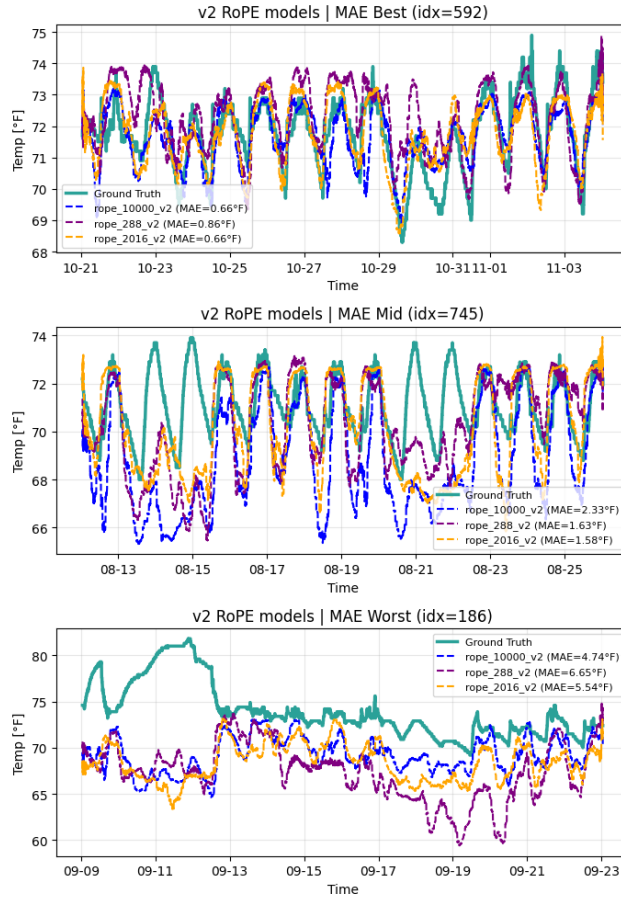 v2 RoPE models | MAE Best (idx=592)
75
74
73
72
71
70
69
68
Temp [°F]
Ground Truth
rope_10000_v2 (MAE=0.66°F)
rope_288_v2 (MAE=0.86°F)
rope_2016_v2 (MAE=0.66°F)
10-21 10-23 10-25 10-27 10-29 10-31 11-01 11-03
Time
v2 RoPE models | MAE Mid (idx=745)
74
72
70
68
66
Temp [°F]
Ground Truth
rope_10000_v2 (MAE=2.33°F)
rope_288_v2 (MAE=1.63°F)
rope_2016_v2 (MAE=1.58°F)
08-13 08-15 08-17 08-19 08-21 08-23 08-25
Time
v2 RoPE models | MAE Worst (idx=186)
80
75
70
65
60
Temp [°F]
Ground Truth
rope_10000_v2 (MAE=4.74°F)
rope_288_v2 (MAE=6.65°F)
rope_2016_v2 (MAE=5.54°F)
09-09 09-11 09-13 09-15 09-17 09-19 09-21 09-23
Time